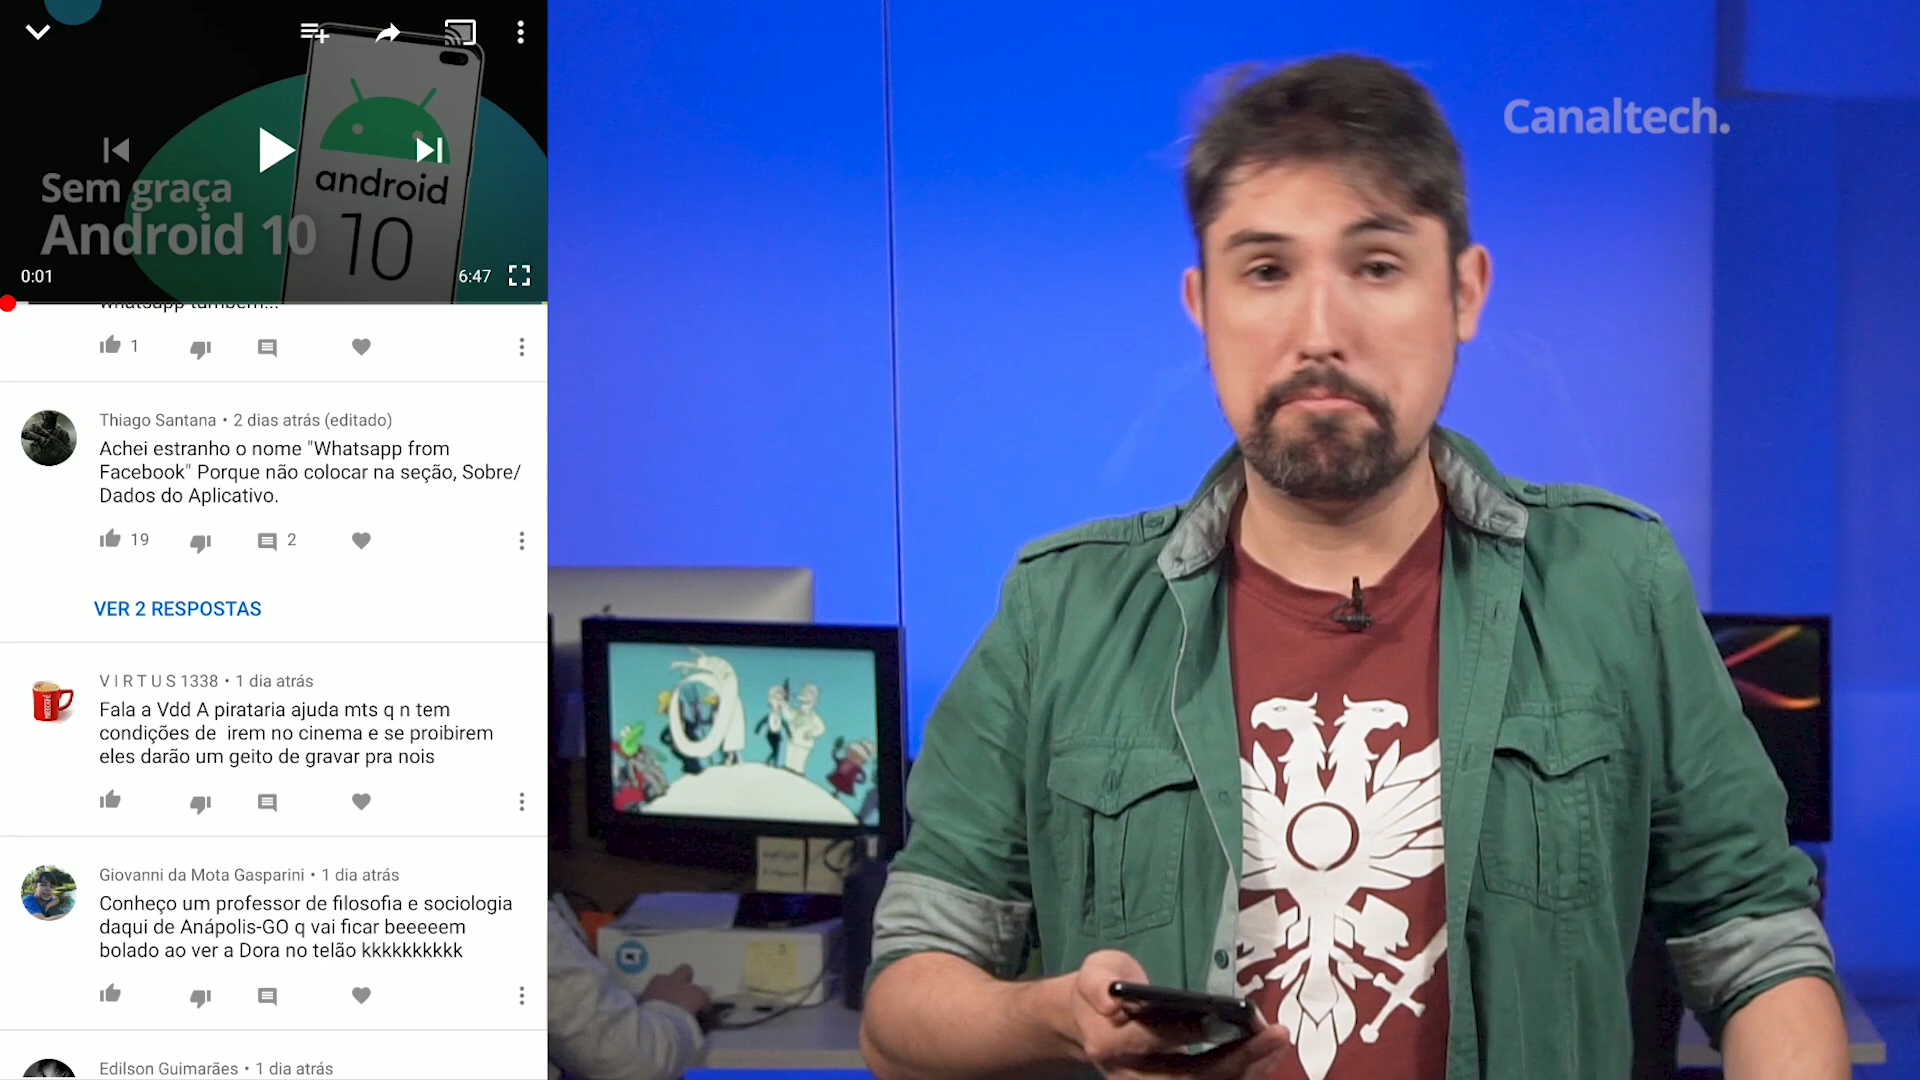 Sem graça
Android 10
android
10
0:01
6:47
whatsapp também...
1
Thiago Santana • 2 dias atrás (editado)
Achei estranho o nome "Whatsapp from
Facebook" Porque não colocar na seção, Sobre/
Dados do Aplicativo.
19
2
VER 2 RESPOSTAS
V I R T U S 1338 • 1 dia atrás
Fala a Vdd A pirataria ajuda mts q n tem
condições de  irem no cinema e se proibirem
eles darão um geito de gravar pra nois
Giovanni da Mota Gasparini • 1 dia atrás
Conheço um professor de filosofia e sociologia
daqui de Anápolis-GO q vai ficar beeeeem
bolado ao ver a Dora no telão kkkkkkkkkk
Edilson Guimarães • 1 dia atrás
Canaltech.